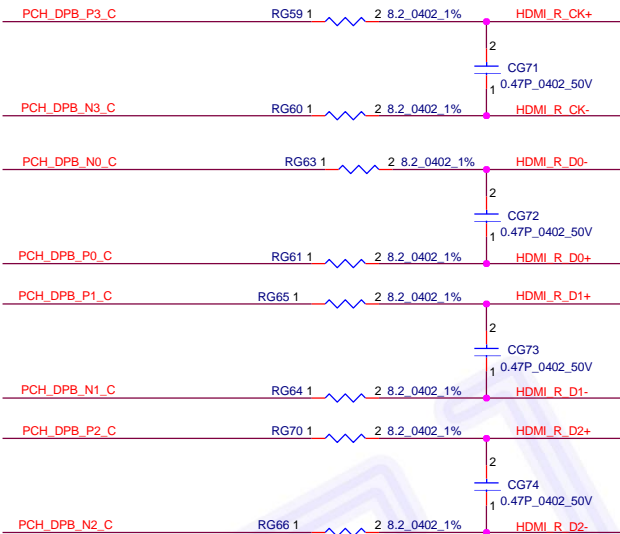 PCH_DPB_P3_C RG59 1 2 8.2_0402_1% HDMI_R_CK+
2
CG71
1 0.47P_0402_50V
PCH_DPB_N3_C RG60 1 2 8.2_0402_1% HDMI_R_CK-
PCH_DPB_N0_C RG63 1 2 8.2_0402_1% HDMI_R_D0-
2
CG72
1 0.47P_0402_50V
PCH_DPB_P0_C RG61 1 2 8.2_0402_1% HDMI_R_D0+
PCH_DPB_P1_C RG65 1 2 8.2_0402_1% HDMI_R_D1+
2
CG73
1 0.47P_0402_50V
PCH_DPB_N1_C RG64 1 2 8.2_0402_1% HDMI_R_D1-
PCH_DPB_P2_C RG70 1 2 8.2_0402_1% HDMI_R_D2+
2
CG74
1 0.47P_0402_50V
PCH_DPB_N2_C RG66 1 2 8.2_0402_1% HDMI_R_D2-